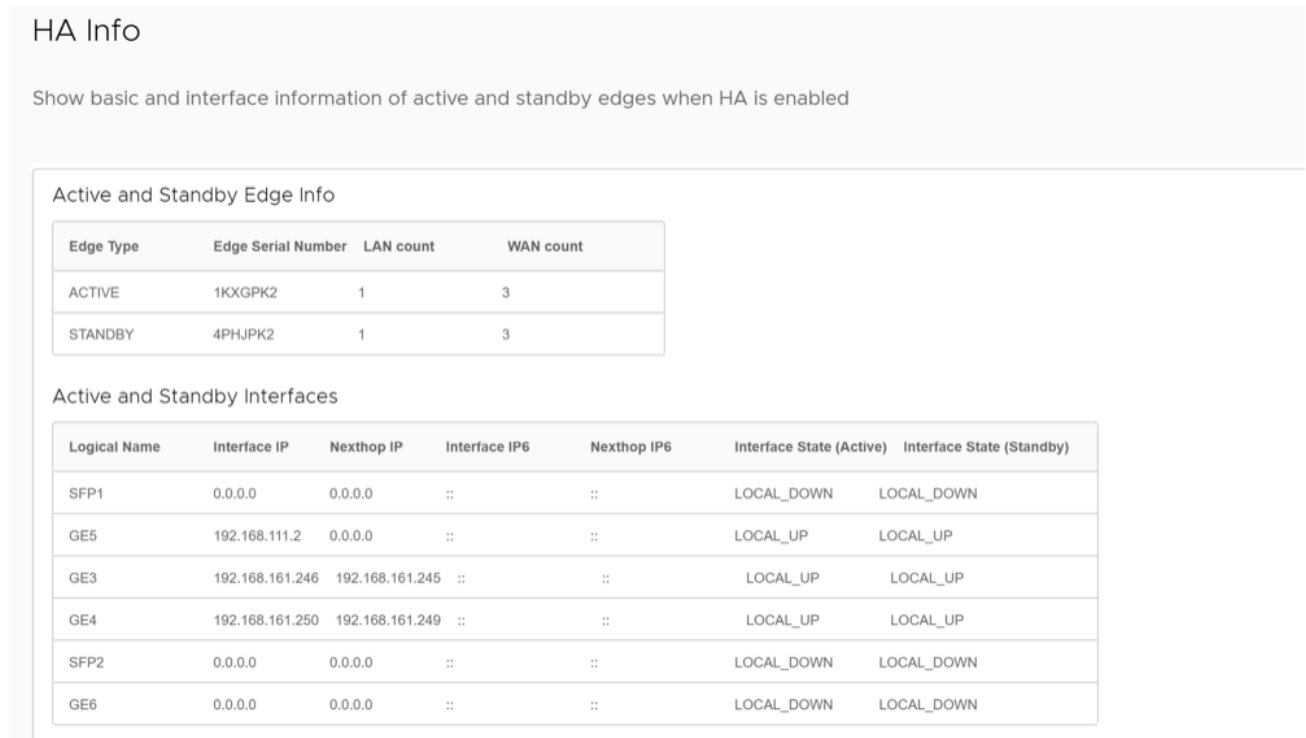 HA Info
Show basic and interface information of active and standby edges when HA is enabled
Active and Standby Edge Info
Edge Type Edge Serial Number LAN count WAN count
ACTIVE 1KXGPK2 1 3
STANDBY 4PHJPK2 1 3
Active and Standby Interfaces
Logical Name Interface IP Nexthop IP Interface IP6 Nexthop IP6 Interface State (Active) Interface State (Standby)
SFP1 0.0.0.0 0.0.0.0 :: :: LOCAL_DOWN LOCAL_DOWN
GE5 192.168.111.2 0.0.0.0 :: :: LOCAL_UP LOCAL_UP
GE3 192.168.161.246 192.168.161.245 :: :: LOCAL_UP LOCAL_UP
GE4 192.168.161.250 192.168.161.249 :: :: LOCAL_UP LOCAL_UP
SFP2 0.0.0.0 0.0.0.0 :: :: LOCAL_DOWN LOCAL_DOWN
GE6 0.0.0.0 0.0.0.0 :: :: LOCAL_DOWN LOCAL_DOWN